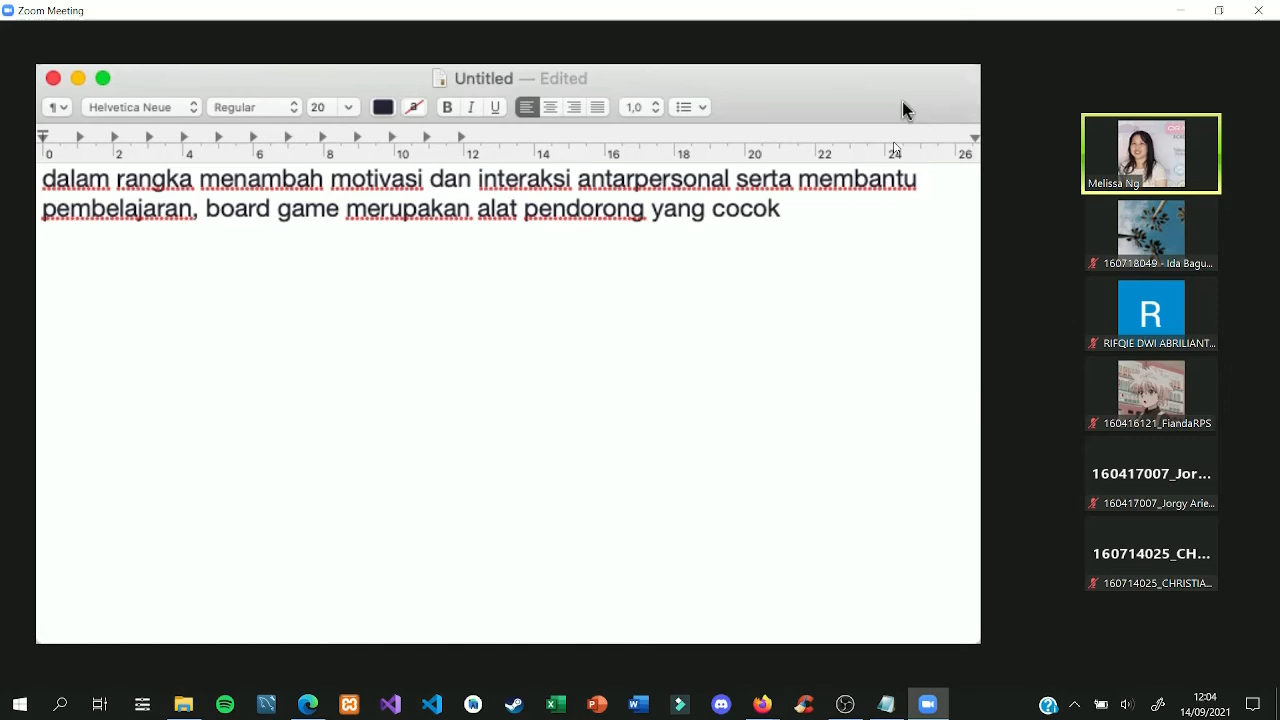 Zoom Meeting
Untitled — Edited
¶ Helvetica Neue Regular 20 a B I U 1,0
0 2 4 6 8 10 12 14 16 18 20 22 24 26
dalam rangka menambah motivasi dan interaksi antarpersonal serta membantu
pembelajaran, board game merupakan alat pendorong yang cocok
Melissa Ng
160718049 - Ida Bagu...
R
RIFQIE DWI ABRILIANT...
160416121_FiandaRPS
160417007_Jor...
160417007_Jorgy Arie...
160714025_CH...
160714025_CHRISTIA...
12:04
14/09/2021